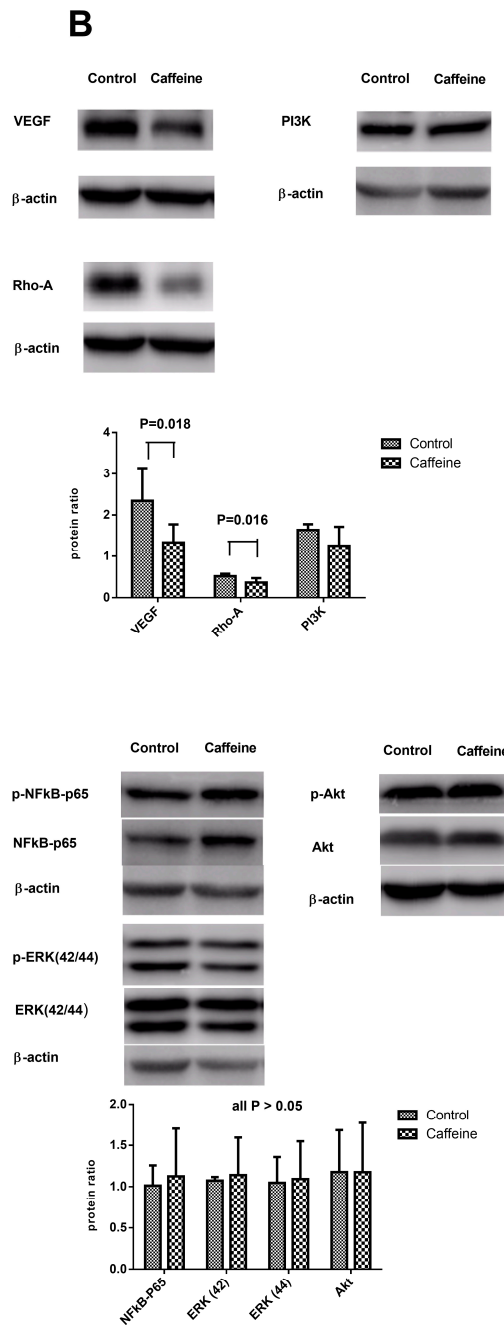 B
Control Caffeine Control Caffeine
VEGF PI3K
β-actin β-actin
Rho-A
β-actin
P=0.018
P=0.016
Control
Caffeine
protein ratio
4
3
2
1
0
VEGF Rho-A PI3K
Control Caffeine Control Caffeine
p-NFkB-p65 p-Akt
NFkB-p65 Akt
β-actin β-actin
p-ERK(42/44)
ERK(42/44)
β-actin
all P > 0.05
Control
Caffeine
protein ratio
2.0
1.5
1.0
0.5
0.0
NFkB-P65 ERK (42) ERK (44) Akt